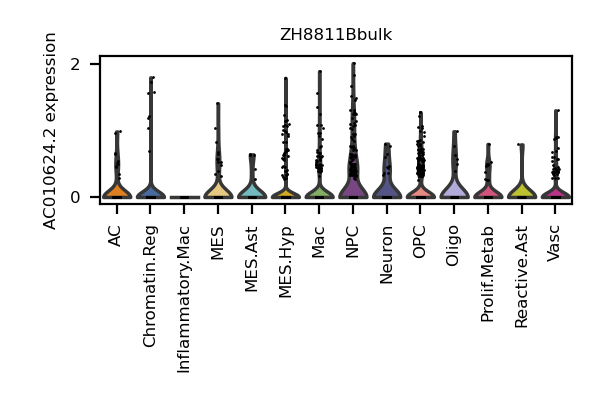 ZH8811Bbulk
AC010624.2 expression
2
0
AC
Chromatin.Reg
Inflammatory.Mac
MES
MES.Ast
MES.Hyp
Mac
NPC
Neuron
OPC
Oligo
Prolif.Metab
Reactive.Ast
Vasc